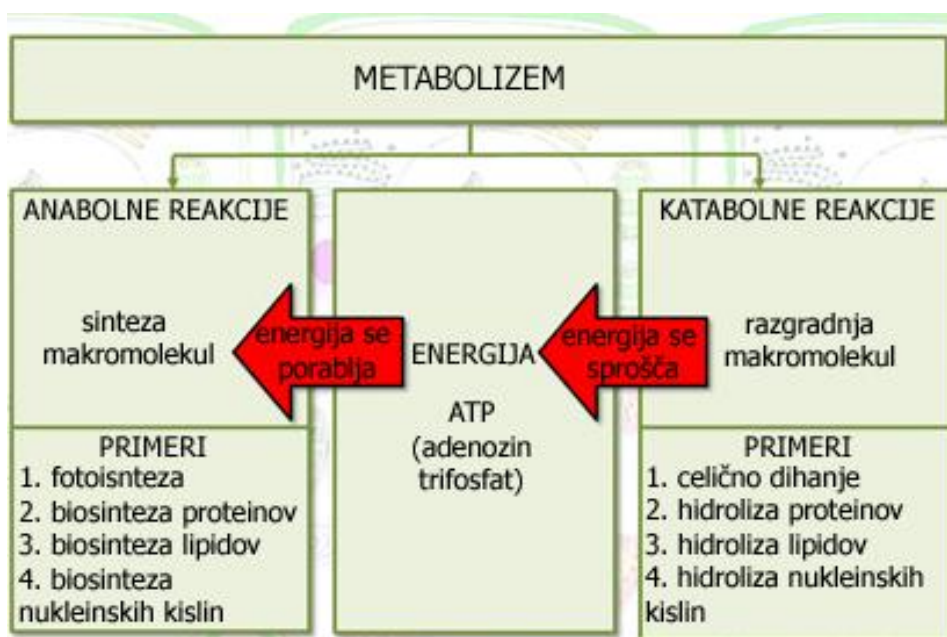 METABOLIZEM
ANABOLNE REAKCIJE
sinteza
makromolekul
PRIMERI
1. fotoisnteza
2. biosinteza proteinov
3. biosinteza lipidov
4. biosinteza
nukleinskih kislin
energija se
porablja
ENERGIJA
ATP
(adenozin
trifosfat)
energija se
sprošča
KATABOLNE REAKCIJE
razgradnja
makromolekul
PRIMERI
1. celično dihanje
2. hidroliza proteinov
3. hidroliza lipidov
4. hidroliza nukleinskih
kislin